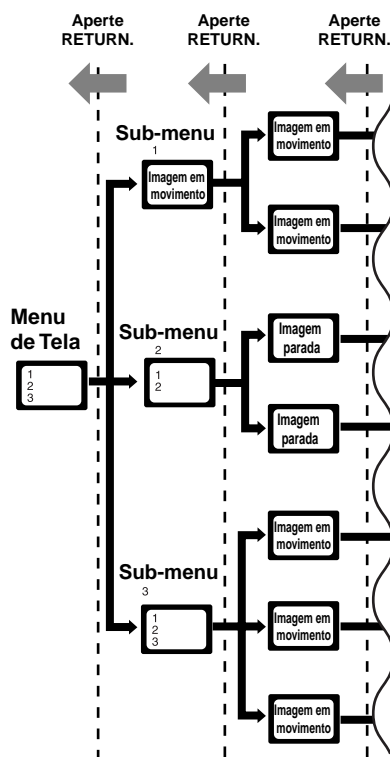 Aperte
RETURN.
Aperte
RETURN.
Aperte
RETURN.
Sub-menu
1
Imagem em
movimento
Imagem em
movimento
Imagem em
movimento
Menu
de Tela
1
2
3
Sub-menu
2
1
2
Imagem
parada
Imagem
parada
Sub-menu
3
1
2
3
Imagem em
movimento
Imagem em
movimento
Imagem em
movimento